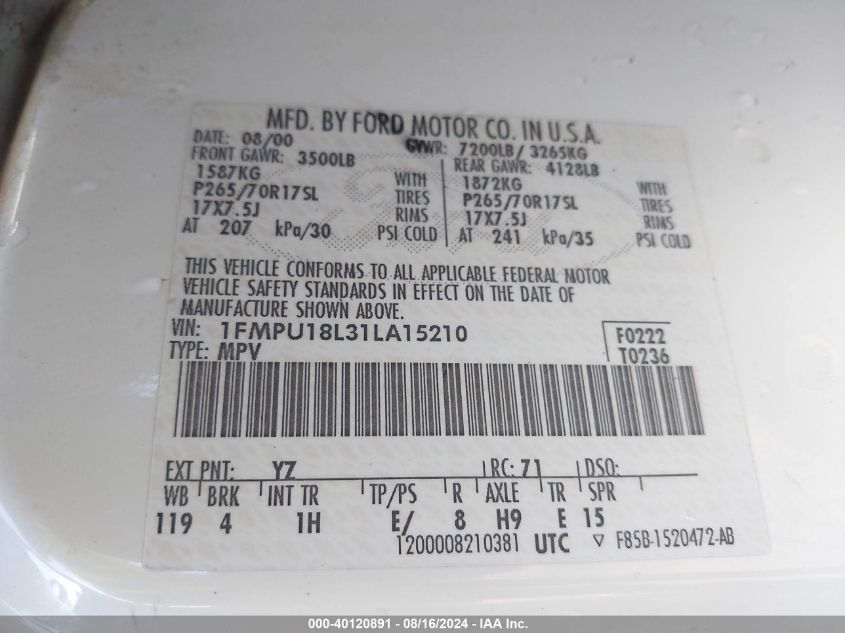 MFD. BY FORD MOTOR CO. IN U.S.A.
DATE: 08/00 GVWR: 7200LB/ 3265KG
FRONT GAWR: 3500LB REAR GAWR: 4128LB
1587KG WITH 1872KG WITH
P265/70R17SL TIRES P265/70R17SL TIRES
17X7.5J RIMS 17X7.5J RIMS
AT 207 kPa/30 PSI COLD AT 241 kPa/35 PSI COLD
THIS VEHICLE CONFORMS TO ALL APPLICABLE FEDERAL MOTOR
VEHICLE SAFETY STANDARDS IN EFFECT ON THE DATE OF
MANUFACTURE SHOWN ABOVE.
VIN: 1FMPU18L31LA15210 F0222
TYPE: MPV T0236
EXT PNT: YZ RC: 71 DSO:
WB BRK INT TR TP/PS R AXLE TR SPR
119 4 1H E/ 8 H9 E 15
1200008210381 UTC ▽ F85B-1520472-AB
000-40120891 - 08/16/2024 - IAA Inc.